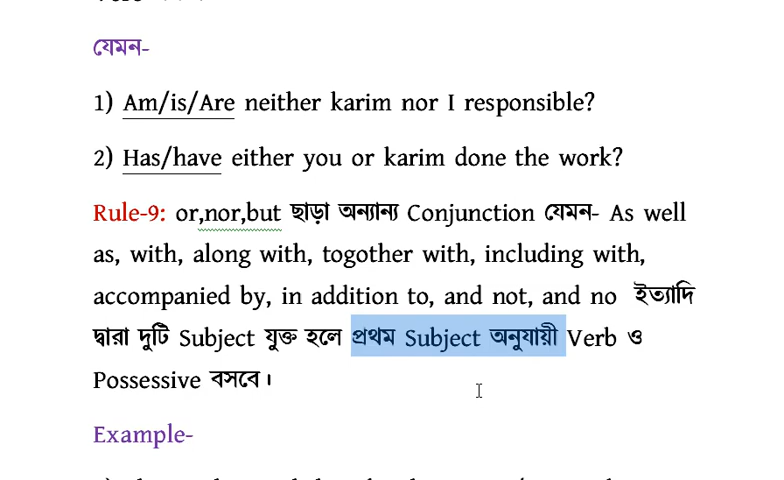 যেমন-
1) Am/is/Are neither karim nor I responsible?
2) Has/have either you or karim done the work?
Rule-9: or,nor,but ছাড়া অন্যান্য Conjunction যেমন- As well
as, with, along with, togother with, including with,
accompanied by, in addition to, and not, and no ইত্যাদি
দ্বারা দুটি Subject যুক্ত হলে প্রথম Subject অনুযায়ী Verb ও
Possessive বসবে।
Example-